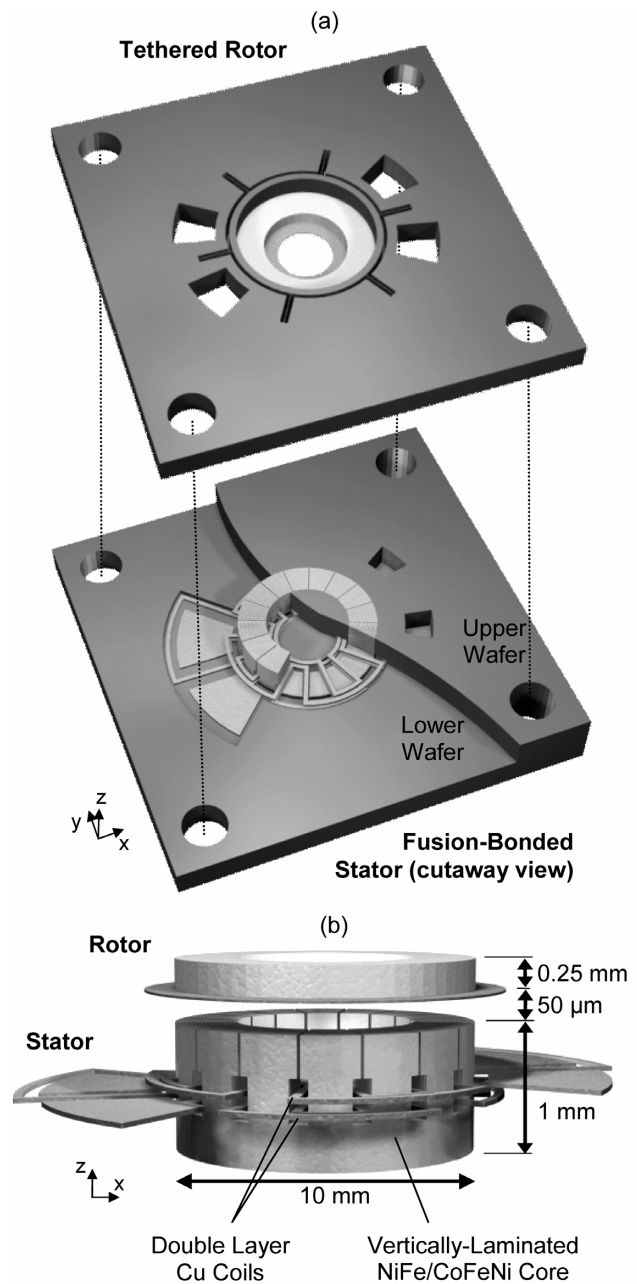 (a)
Tethered Rotor
Upper
Wafer
Lower
Wafer
z
y
x
Fusion-Bonded
Stator (cutaway view)
(b)
Rotor
0.25 mm
50 µm
Stator
1 mm
z
x
10 mm
Double Layer
Cu Coils
Vertically-Laminated
NiFe/CoFeNi Core